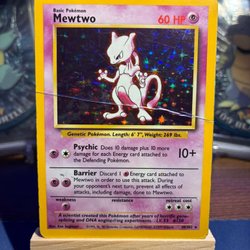 Basic Pokémon
Mewtwo 60 HP
Genetic Pokémon. Length: 6' 7", Weight: 269 lbs.
Psychic Does 10 damage plus 10 more
damage for each Energy card attached to
the Defending Pokémon. 10+
Barrier Discard 1 Energy card attached
to Mewtwo in order to use this attack. During
your opponent's next turn, prevent all effects
of attacks, including damage, done to Mewtwo.
weakness resistance retreat cost
A scientist created this Pokémon after years of horrific gene-
splicing and DNA engineering experiments. LV. 53